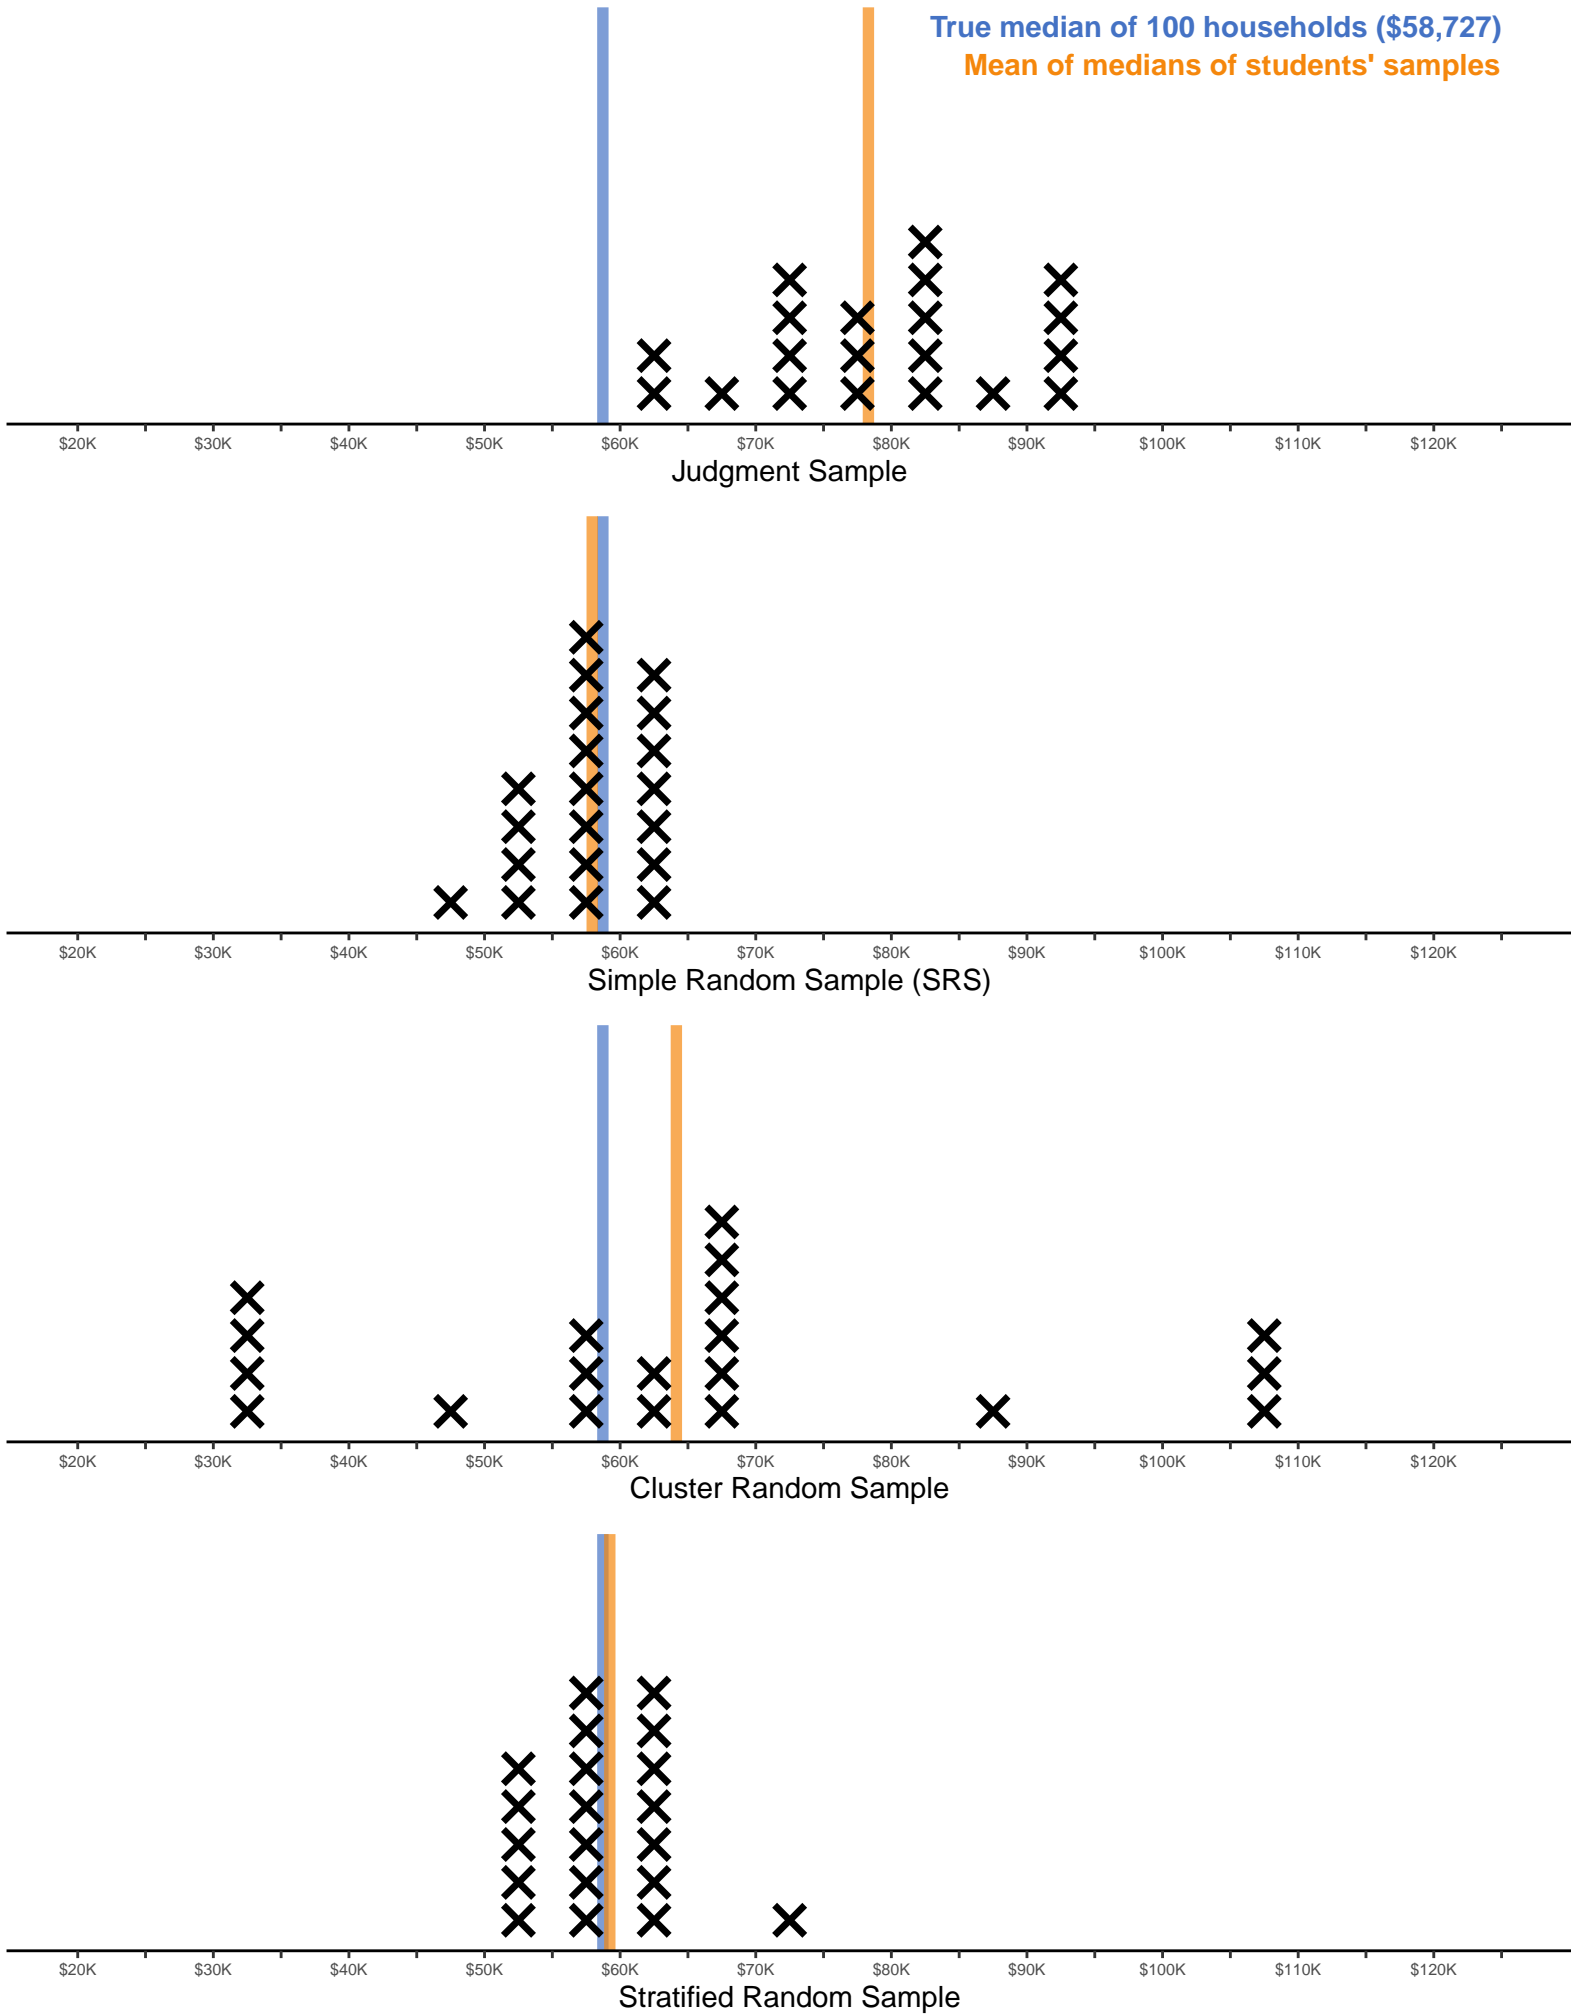 True median of 100 households ($58,727)
Mean of medians of students' samples
$20K $30K $40K $50K $60K $70K $80K $90K $100K $110K $120K
Judgment Sample
$20K $30K $40K $50K $60K $70K $80K $90K $100K $110K $120K
Simple Random Sample (SRS)
$20K $30K $40K $50K $60K $70K $80K $90K $100K $110K $120K
Cluster Random Sample
$20K $30K $40K $50K $60K $70K $80K $90K $100K $110K $120K
Stratified Random Sample